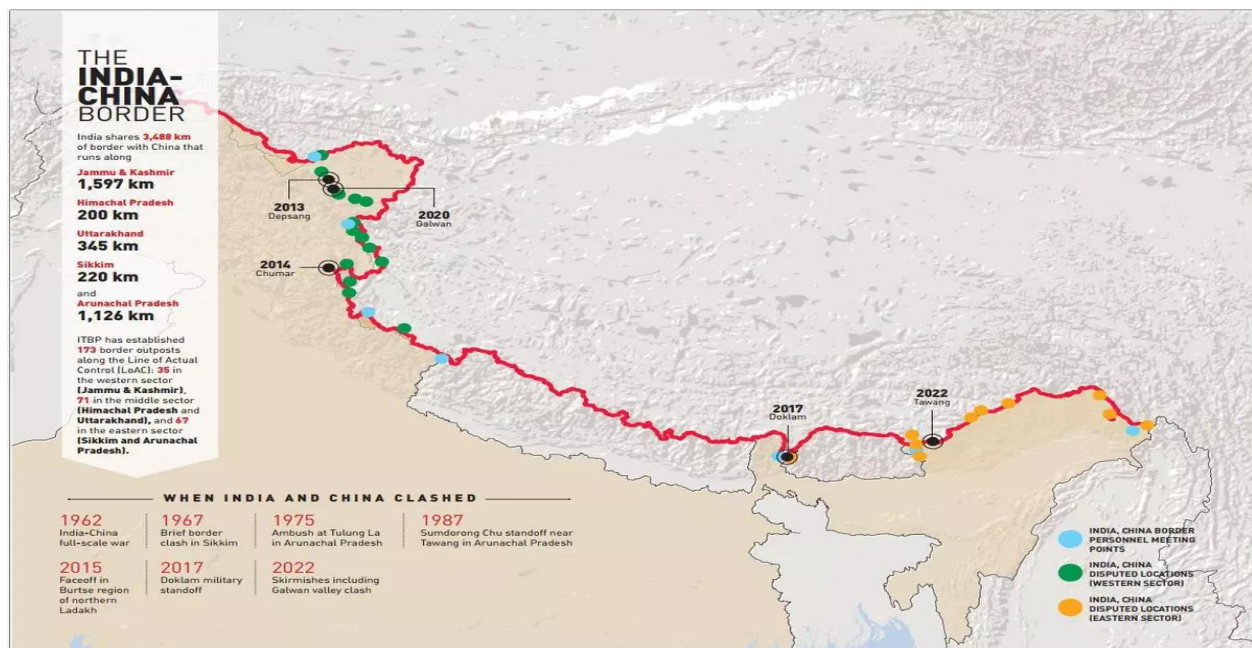 THE
INDIA-
CHINA
BORDER
India shares 3,488 km
of border with China that
runs along
Jammu & Kashmir
1,597 km
Himachal Pradesh
200 km
Uttarakhand
345 km
Sikkim
220 km
and
Arunachal Pradesh
1,126 km
ITBP has established
173 border outposts
along the Line of Actual
Control (LoAC): 35 in
the western sector
(Jammu & Kashmir),
71 in the middle sector
(Himachal Pradesh and
Uttarakhand), and 67
in the eastern sector
(Sikkim and Arunachal
Pradesh).
2013
Depsang
2020
Galwan
2014
Chumar
2017
Doklam
2022
Tawang
WHEN INDIA AND CHINA CLASHED
1962
India-China
full-scale war
1967
Brief border
clash in Sikkim
1975
Ambush at Tulung La
in Arunachal Pradesh
1987
Sumdorong Chu standoff near
Tawang in Arunachal Pradesh
2015
Faceoff in
Burtse region
of northern
Ladakh
2017
Doklam military
standoff
2022
Skirmishes including
Galwan valley clash
INDIA, CHINA BORDER
PERSONNEL MEETING
POINTS
INDIA, CHINA
DISPUTED LOCATIONS
(WESTERN SECTOR)
INDIA, CHINA
DISPUTED LOCATIONS
(EASTERN SECTOR)